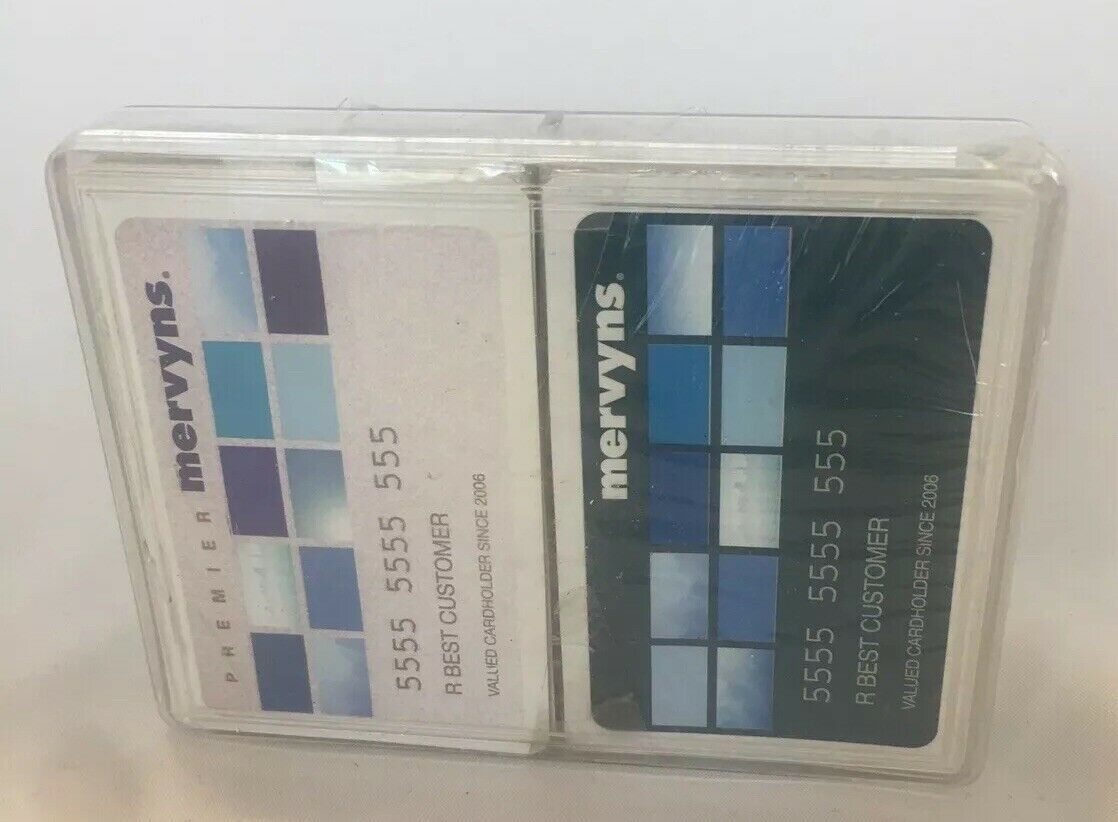 PREMIER mervyns.
5555 5555 555
R BEST CUSTOMER
VALUED CARDHOLDER SINCE 2006
mervyns.
5555 5555 555
R BEST CUSTOMER
VALUED CARDHOLDER SINCE 2006